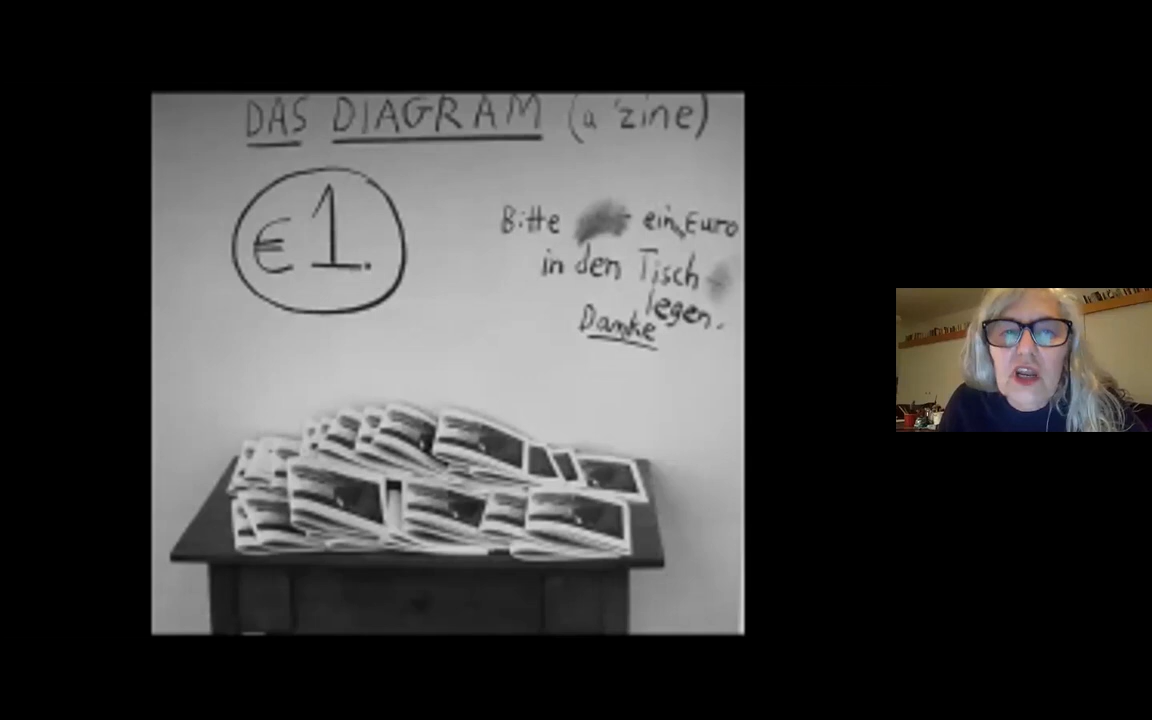 DAS DIAGRAM (a 'zine)
€ 1.
Bitte ein Euro
in den Tisch
legen.
Danke